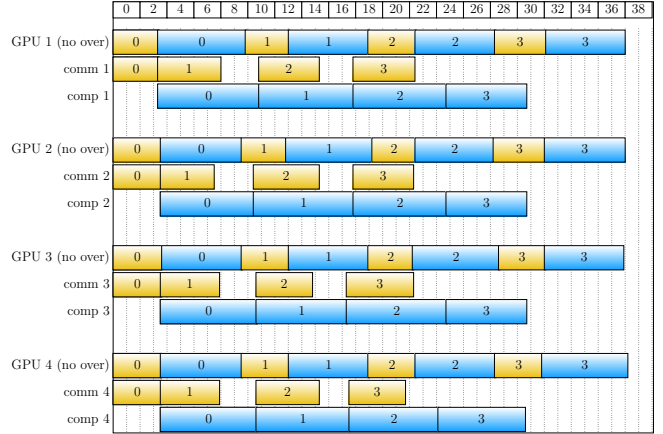 0 2 4 6 8 10 12 14 16 18 20 22 24 26 28 30 32 34 36 38
GPU 1 (no over) 0 0 1 1 2 2 3 3
comm 1 0 1 2 3
comp 1 0 1 2 3
GPU 2 (no over) 0 0 1 1 2 2 3 3
comm 2 0 1 2 3
comp 2 0 1 2 3
GPU 3 (no over) 0 0 1 1 2 2 3 3
comm 3 0 1 2 3
comp 3 0 1 2 3
GPU 4 (no over) 0 0 1 1 2 2 3 3
comm 4 0 1 2 3
comp 4 0 1 2 3